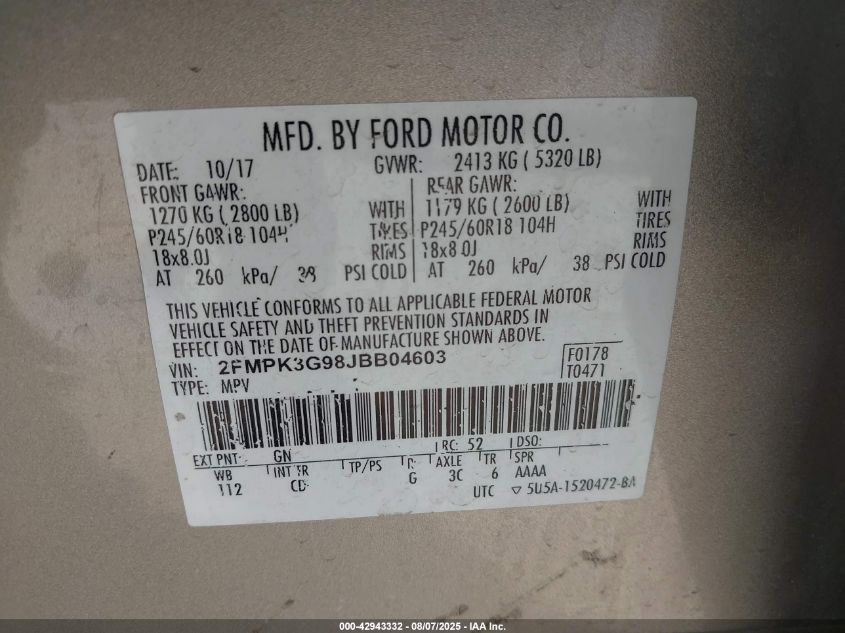 MFD. BY FORD MOTOR CO.
DATE: 10/17 GVWR: 2413 KG ( 5320 LB)
FRONT GAWR: REAR GAWR:
1270 KG ( 2800 LB) WITH 1179 KG ( 2600 LB) WITH
P245/60R18 104H TIRES P245/60R18 104H TIRES
18x8.0J RIMS 18x8.0J RIMS
AT 260 kPa/ 38 PSI COLD AT 260 kPa/ 38 PSI COLD
THIS VEHICLE CONFORMS TO ALL APPLICABLE FEDERAL MOTOR
VEHICLE SAFETY AND THEFT PREVENTION STANDARDS IN
EFFECT ON THE DATE OF MANUFACTURE SHOWN ABOVE.
VIN: 2FMPK3G98JBB04603 F0178
TYPE: MPV T0471
EXT PNT: GN RC: 52 DSO:
WB INT TR TP/PS R AXLE TR SPR
112 CD G 3C 6 AAAA
UTC ▽ 5U5A-1520472-BA
000-42943332 - 08/07/2025 - IAA Inc.